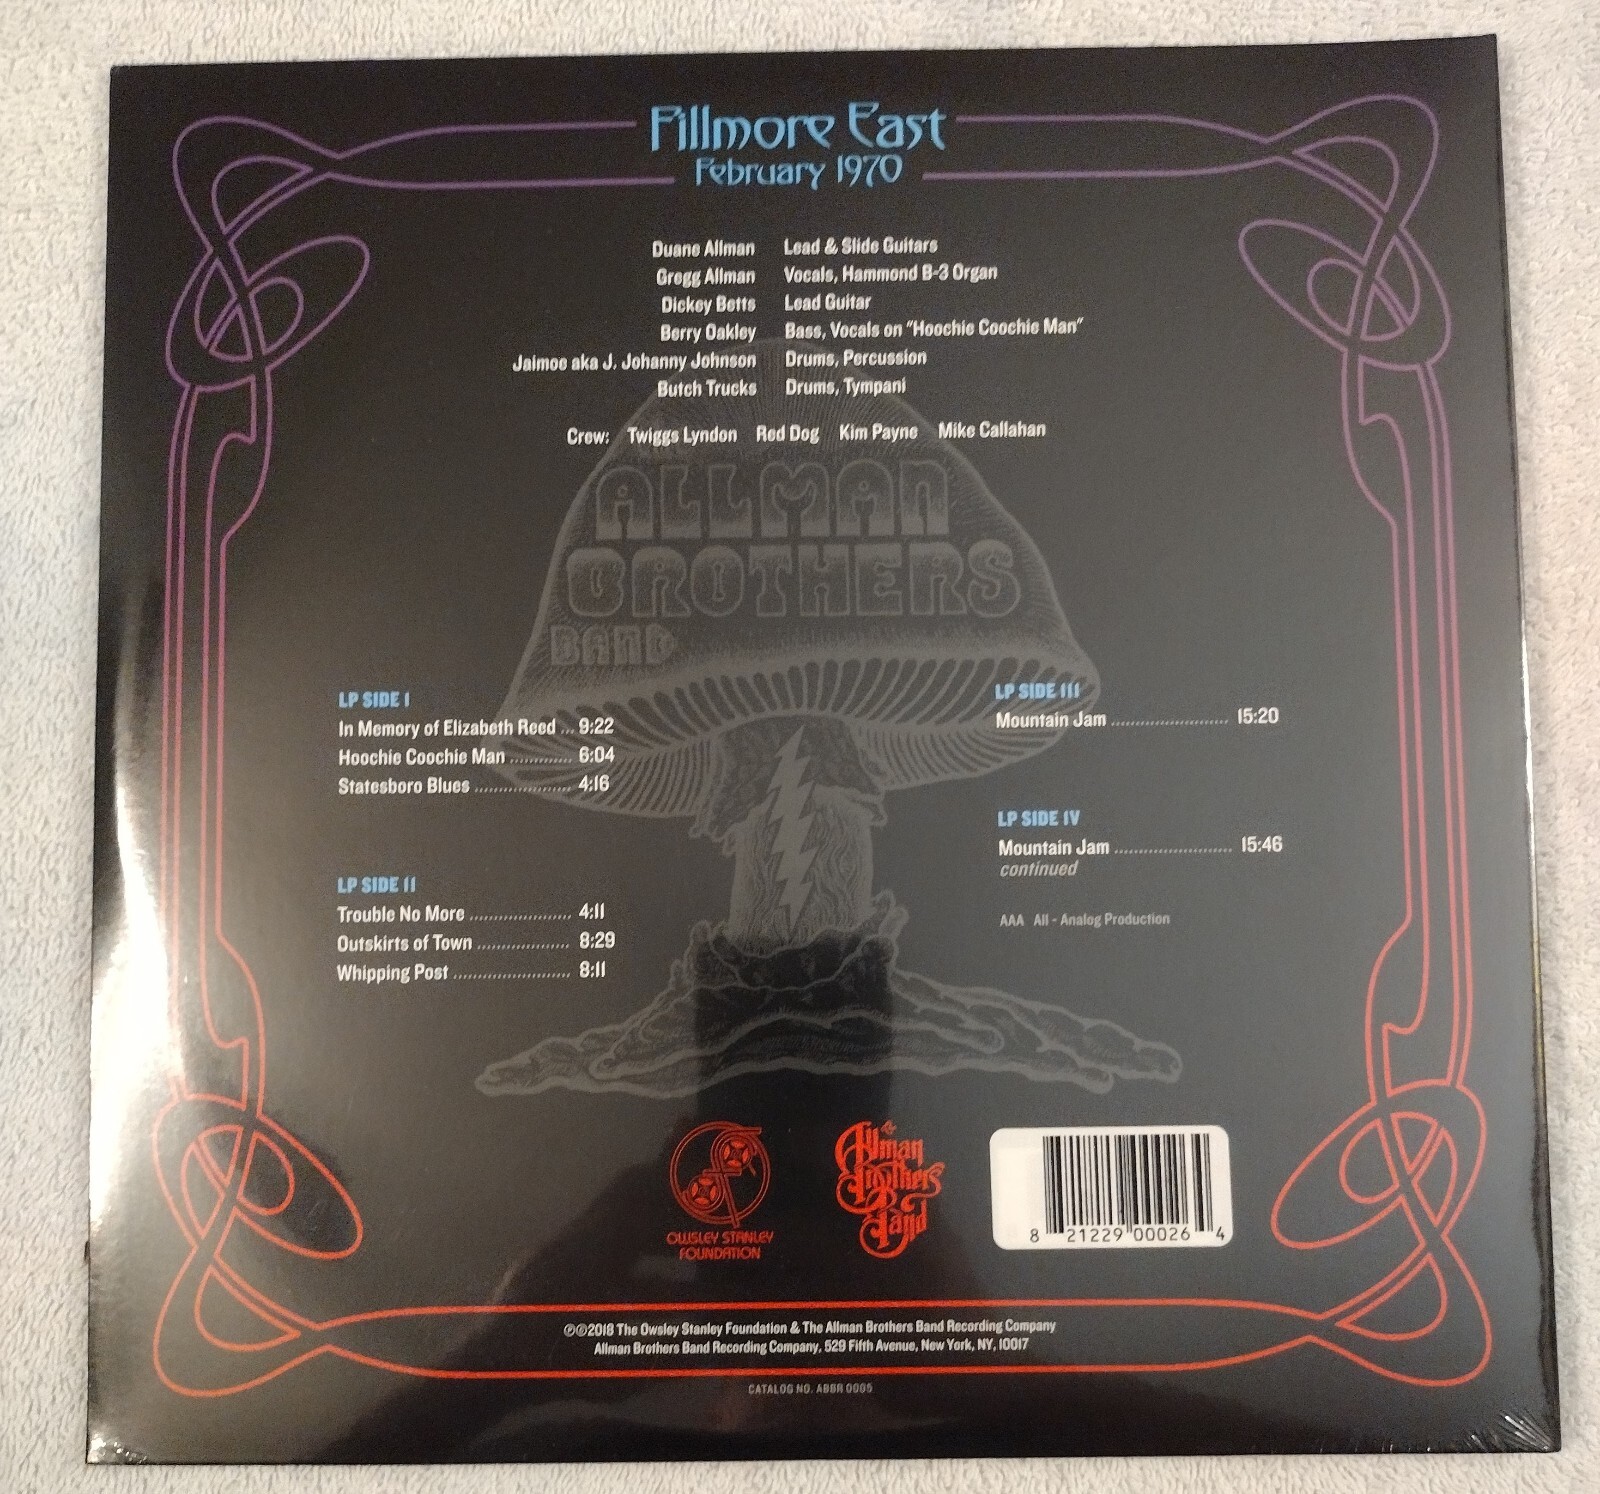 Fillmore East
February 1970
Duane Allman Lead & Slide Guitars
Gregg Allman Vocals, Hammond B-3 Organ
Dickey Betts Lead Guitar
Berry Oakley Bass, Vocals on "Hoochie Coochie Man"
Jaimoe aka J. Johanny Johnson Drums, Percussion
Butch Trucks Drums, Tympani
Crew: Twiggs Lyndon Red Dog Kim Payne Mike Callahan
ALLMAN
BROTHERS
BAND
LP SIDE I
In Memory of Elizabeth Reed ... 9:22
Hoochie Coochie Man ............ 6:04
Statesboro Blues .................. 4:16
LP SIDE II
Trouble No More ................... 4:11
Outskirts of Town ................. 8:29
Whipping Post ...................... 8:11
LP SIDE III
Mountain Jam ...................... 15:20
LP SIDE IV
Mountain Jam ...................... 15:46
continued
AAA All - Analog Production
OWSLEY STANLEY
FOUNDATION
Allman
Brothers
Band
8 21229 00026 4
℗©2018 The Owsley Stanley Foundation & The Allman Brothers Band Recording Company
Allman Brothers Band Recording Company, 529 Fifth Avenue, New York, NY, 10017
CATALOG NO. ABBR 0005